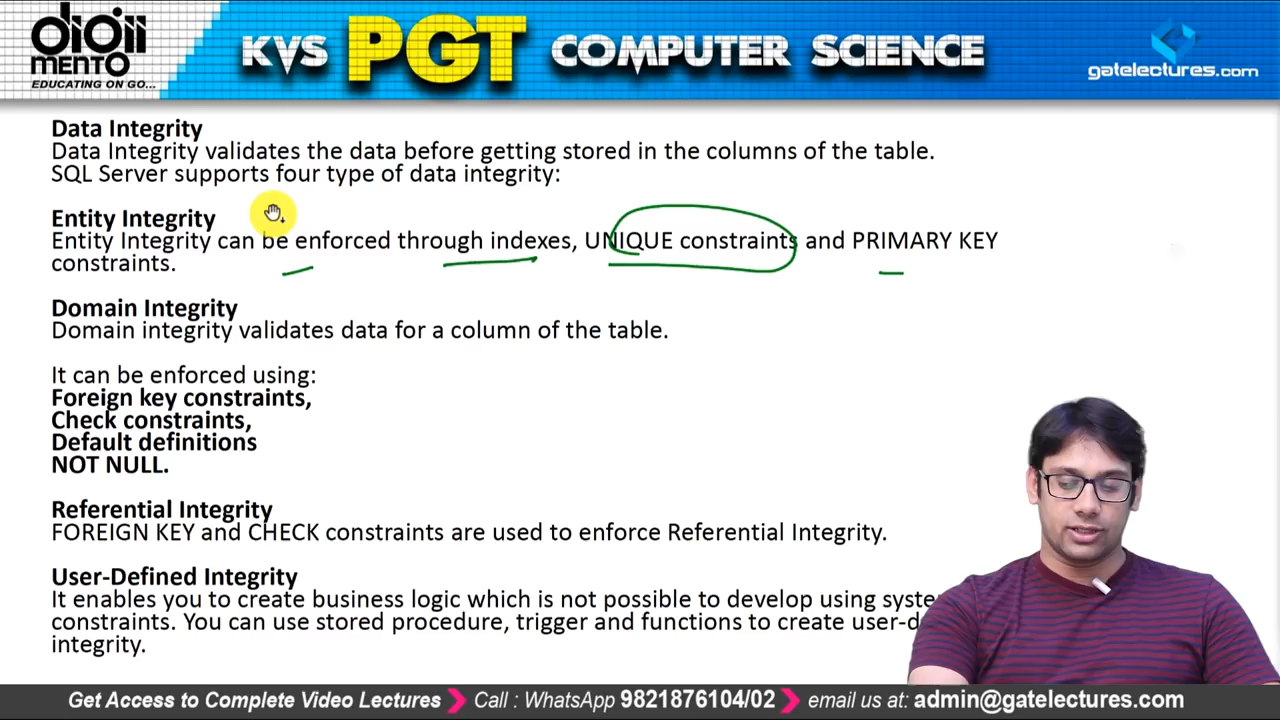 diGii
MENTO
EDUCATING ON GO...
KVS PGT COMPUTER SCIENCE
gatelectures.com
Data Integrity
Data Integrity validates the data before getting stored in the columns of the table.
SQL Server supports four type of data integrity:
Entity Integrity
Entity Integrity can be enforced through indexes, UNIQUE constraints and PRIMARY KEY
constraints.
Domain Integrity
Domain integrity validates data for a column of the table.
It can be enforced using:
Foreign key constraints,
Check constraints,
Default definitions
NOT NULL.
Referential Integrity
FOREIGN KEY and CHECK constraints are used to enforce Referential Integrity.
User-Defined Integrity
It enables you to create business logic which is not possible to develop using
constraints. You can use stored procedure, trigger and functions to create
integrity.
Get Access to Complete Video Lectures Call : WhatsApp 9821876104/02 email us at: admin@gatelectures.com